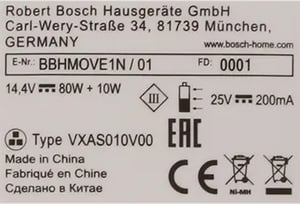 Robert Bosch Hausgeräte GmbH
Carl-Wery-Straße 34, 81739 München,
GERMANY
www.bosch-home.com
E-Nr.: BBHMOVE1N / 01 FD: 0001
14,4V ⎓ 80W + 10W III 25V ⎓ 200mA
Type VXAS010V00 EAC
Made in China
Fabriqué en Chine
Сделано в Китае
CE Ni-MH